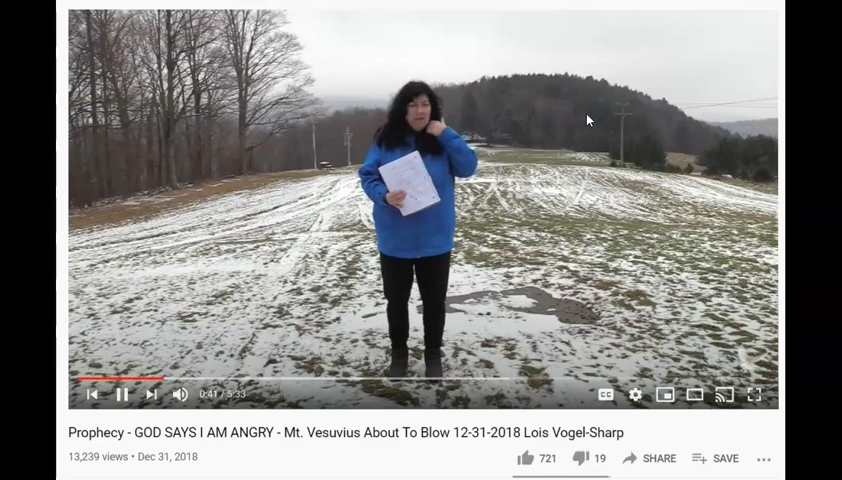 0:41 / 5:33
CC
Prophecy - GOD SAYS I AM ANGRY - Mt. Vesuvius About To Blow 12-31-2018 Lois Vogel-Sharp
13,239 views • Dec 31, 2018
721
19
SHARE
SAVE